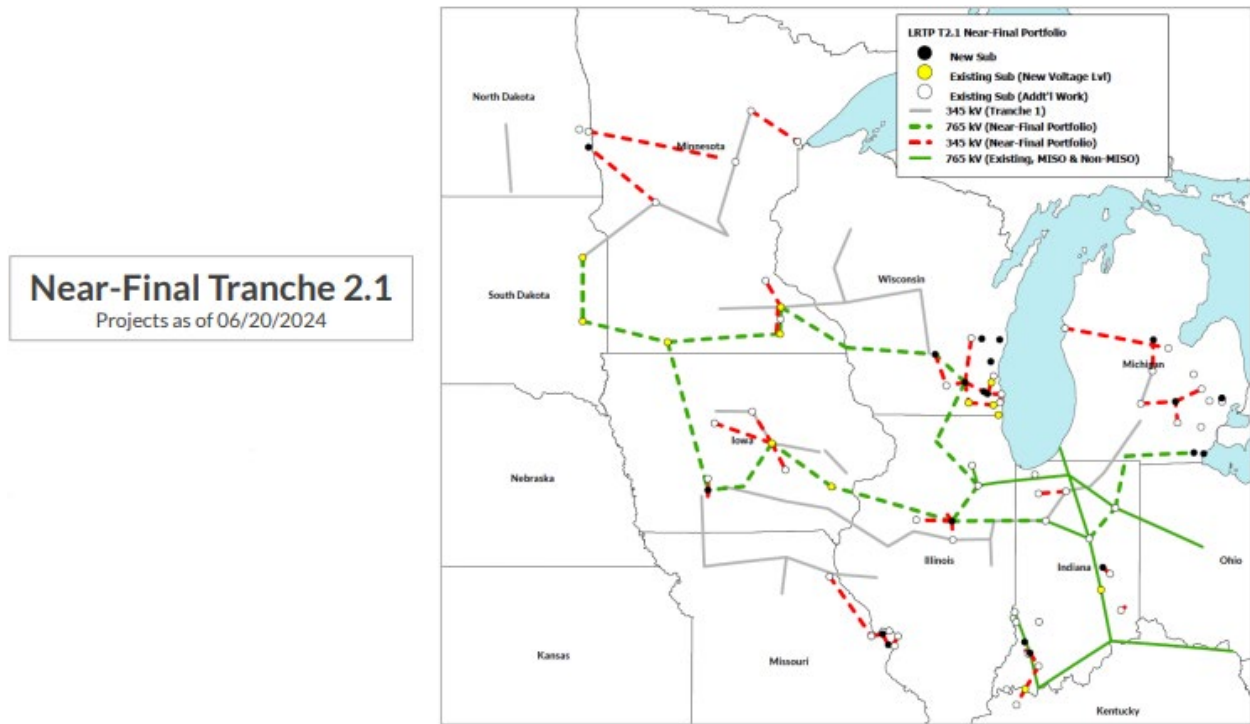 Near-Final Tranche 2.1
Projects as of 06/20/2024
LRTP T2.1 Near-Final Portfolio
New Sub
Existing Sub (New Voltage Lvl)
Existing Sub (Addt'l Work)
345 kV (Tranche 1)
765 kV (Near-Final Portfolio)
345 kV (Near-Final Portfolio)
765 kV (Existing, MISO & Non-MISO)
North Dakota
Minnesota
South Dakota
Wisconsin
Michigan
Iowa
Nebraska
Illinois
Indiana
Ohio
Kansas
Missouri
Kentucky